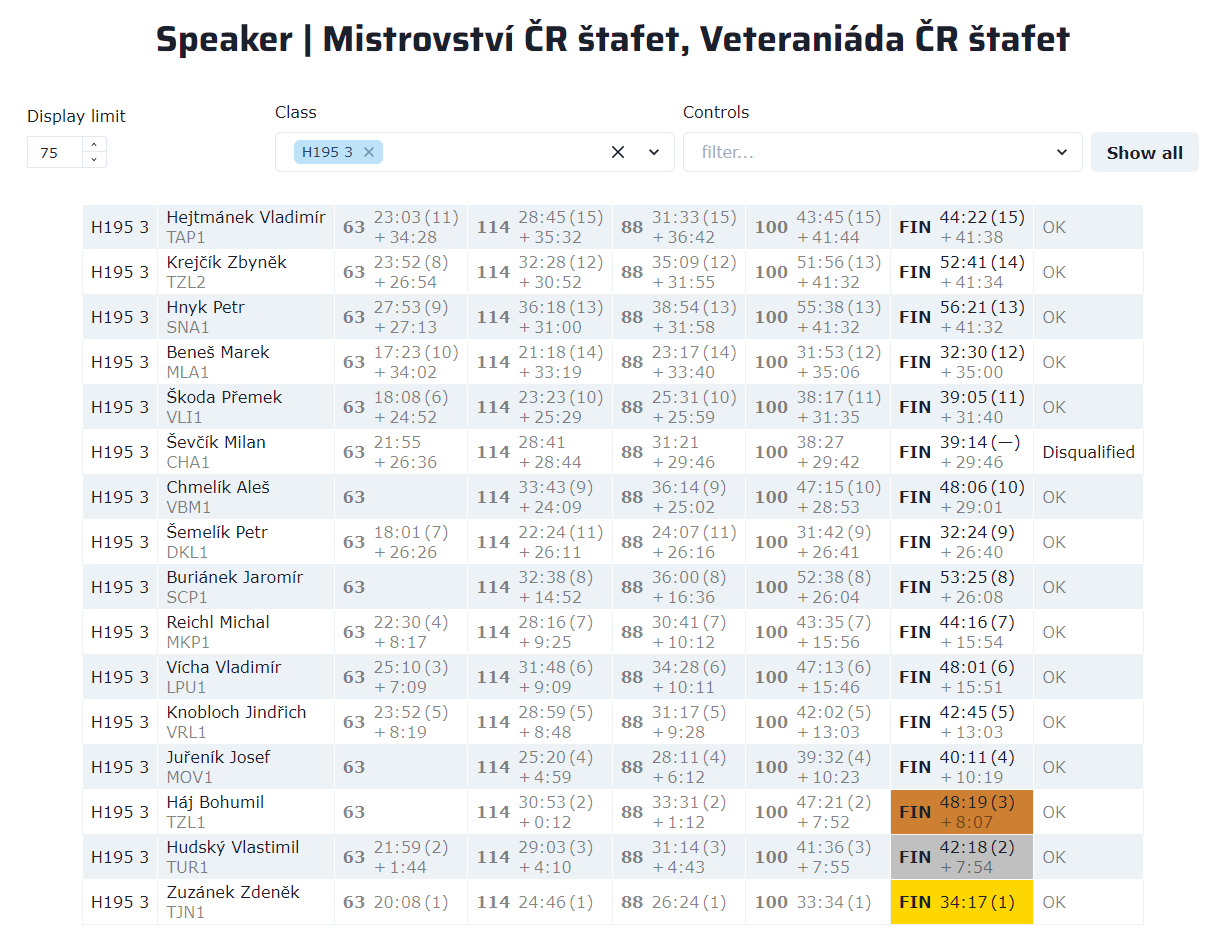 Speaker | Mistrovství ČR štafet, Veteraniáda ČR štafet
Display limit
Class
Controls
75
H195 3
filter...
Show all
H195 3 Hejtmánek Vladimír 63 23:03 (11) 114 28:45 (15) 88 31:33 (15) 100 43:45 (15) FIN 44:22 (15) OK
TAP1 + 34:28 + 35:32 + 36:42 + 41:44 + 41:38
H195 3 Krejčík Zbyněk 63 23:52 (8) 114 32:28 (12) 88 35:09 (12) 100 51:56 (13) FIN 52:41 (14) OK
TZL2 + 26:54 + 30:52 + 31:55 + 41:32 + 41:34
H195 3 Hnyk Petr 63 27:53 (9) 114 36:18 (13) 88 38:54 (13) 100 55:38 (13) FIN 56:21 (13) OK
SNA1 + 27:13 + 31:00 + 31:58 + 41:32 + 41:32
H195 3 Beneš Marek 63 17:23 (10) 114 21:18 (14) 88 23:17 (14) 100 31:53 (12) FIN 32:30 (12) OK
MLA1 + 34:02 + 33:19 + 33:40 + 35:06 + 35:00
H195 3 Škoda Přemek 63 18:08 (6) 114 23:23 (10) 88 25:31 (10) 100 38:17 (11) FIN 39:05 (11) OK
VLI1 + 24:52 + 25:29 + 25:59 + 31:35 + 31:40
H195 3 Ševčík Milan 63 21:55 114 28:41 88 31:21 100 38:27 FIN 39:14 (—) Disqualified
CHA1 + 26:36 + 28:44 + 29:46 + 29:42 + 29:46
H195 3 Chmelík Aleš 63 114 33:43 (9) 88 36:14 (9) 100 47:15 (10) FIN 48:06 (10) OK
VBM1 + 24:09 + 25:02 + 28:53 + 29:01
H195 3 Šemelík Petr 63 18:01 (7) 114 22:24 (11) 88 24:07 (11) 100 31:42 (9) FIN 32:24 (9) OK
DKL1 + 26:26 + 26:11 + 26:16 + 26:41 + 26:40
H195 3 Buriánek Jaromír 63 114 32:38 (8) 88 36:00 (8) 100 52:38 (8) FIN 53:25 (8) OK
SCP1 + 14:52 + 16:36 + 26:04 + 26:08
H195 3 Reichl Michal 63 22:30 (4) 114 28:16 (7) 88 30:41 (7) 100 43:35 (7) FIN 44:16 (7) OK
MKP1 + 8:17 + 9:25 + 10:12 + 15:56 + 15:54
H195 3 Vícha Vladimír 63 25:10 (3) 114 31:48 (6) 88 34:28 (6) 100 47:13 (6) FIN 48:01 (6) OK
LPU1 + 7:09 + 9:09 + 10:11 + 15:46 + 15:51
H195 3 Knobloch Jindřich 63 23:52 (5) 114 28:59 (5) 88 31:17 (5) 100 42:02 (5) FIN 42:45 (5) OK
VRL1 + 8:19 + 8:48 + 9:28 + 13:03 + 13:03
H195 3 Juřeník Josef 63 114 25:20 (4) 88 28:11 (4) 100 39:32 (4) FIN 40:11 (4) OK
MOV1 + 4:59 + 6:12 + 10:23 + 10:19
H195 3 Háj Bohumil 63 114 30:53 (2) 88 33:31 (2) 100 47:21 (2) FIN 48:19 (3) OK
TZL1 + 0:12 + 1:12 + 7:52 + 8:07
H195 3 Hudský Vlastimil 63 21:59 (2) 114 29:03 (3) 88 31:14 (3) 100 41:36 (3) FIN 42:18 (2) OK
TUR1 + 1:44 + 4:10 + 4:43 + 7:55 + 7:54
H195 3 Zuzánek Zdeněk 63 20:08 (1) 114 24:46 (1) 88 26:24 (1) 100 33:34 (1) FIN 34:17 (1) OK
TJN1